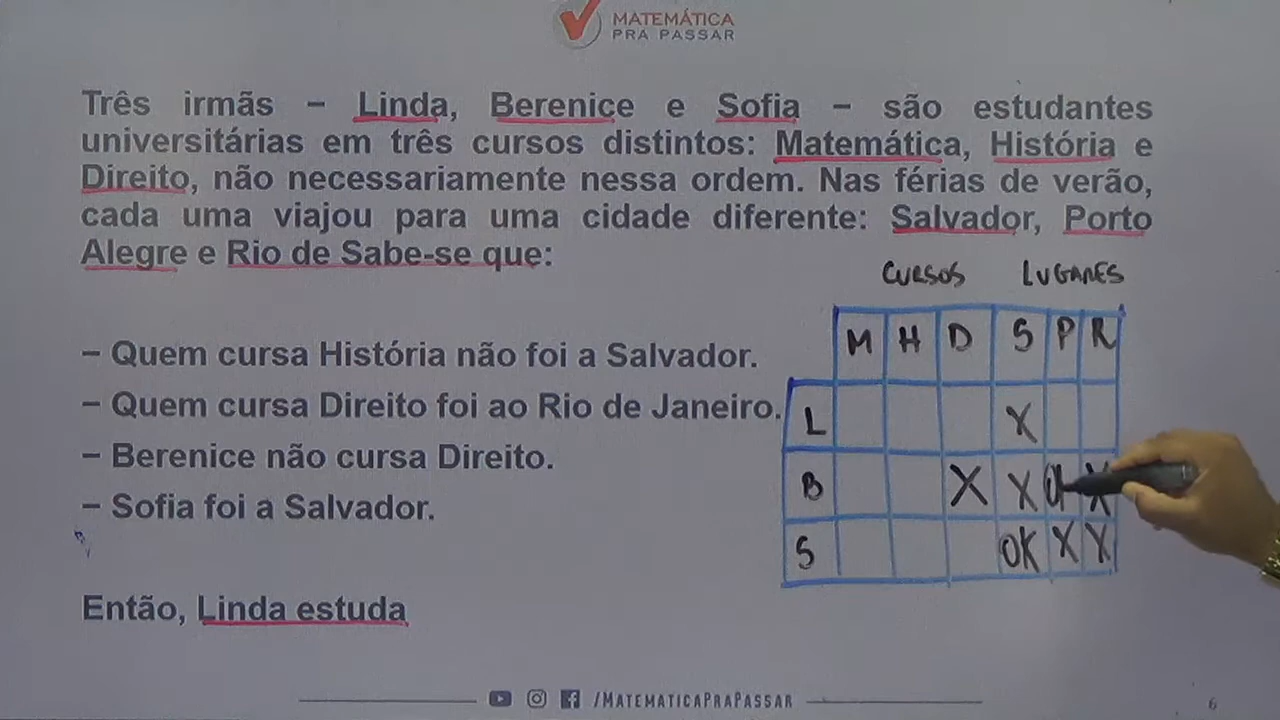 MATEMÁTICA
PRA PASSAR
Três irmãs – Linda, Berenice e Sofia – são estudantes
universitárias em três cursos distintos: Matemática, História e
Direito, não necessariamente nessa ordem. Nas férias de verão,
cada uma viajou para uma cidade diferente: Salvador, Porto
Alegre e Rio de Sabe-se que:
– Quem cursa História não foi a Salvador.
– Quem cursa Direito foi ao Rio de Janeiro.
– Berenice não cursa Direito.
– Sofia foi a Salvador.
Então, Linda estuda
CURSOS LUGARES
M H D S P R
L X
B X X OK X
S OK X X
/MATEMATICAPRAPASSAR
6